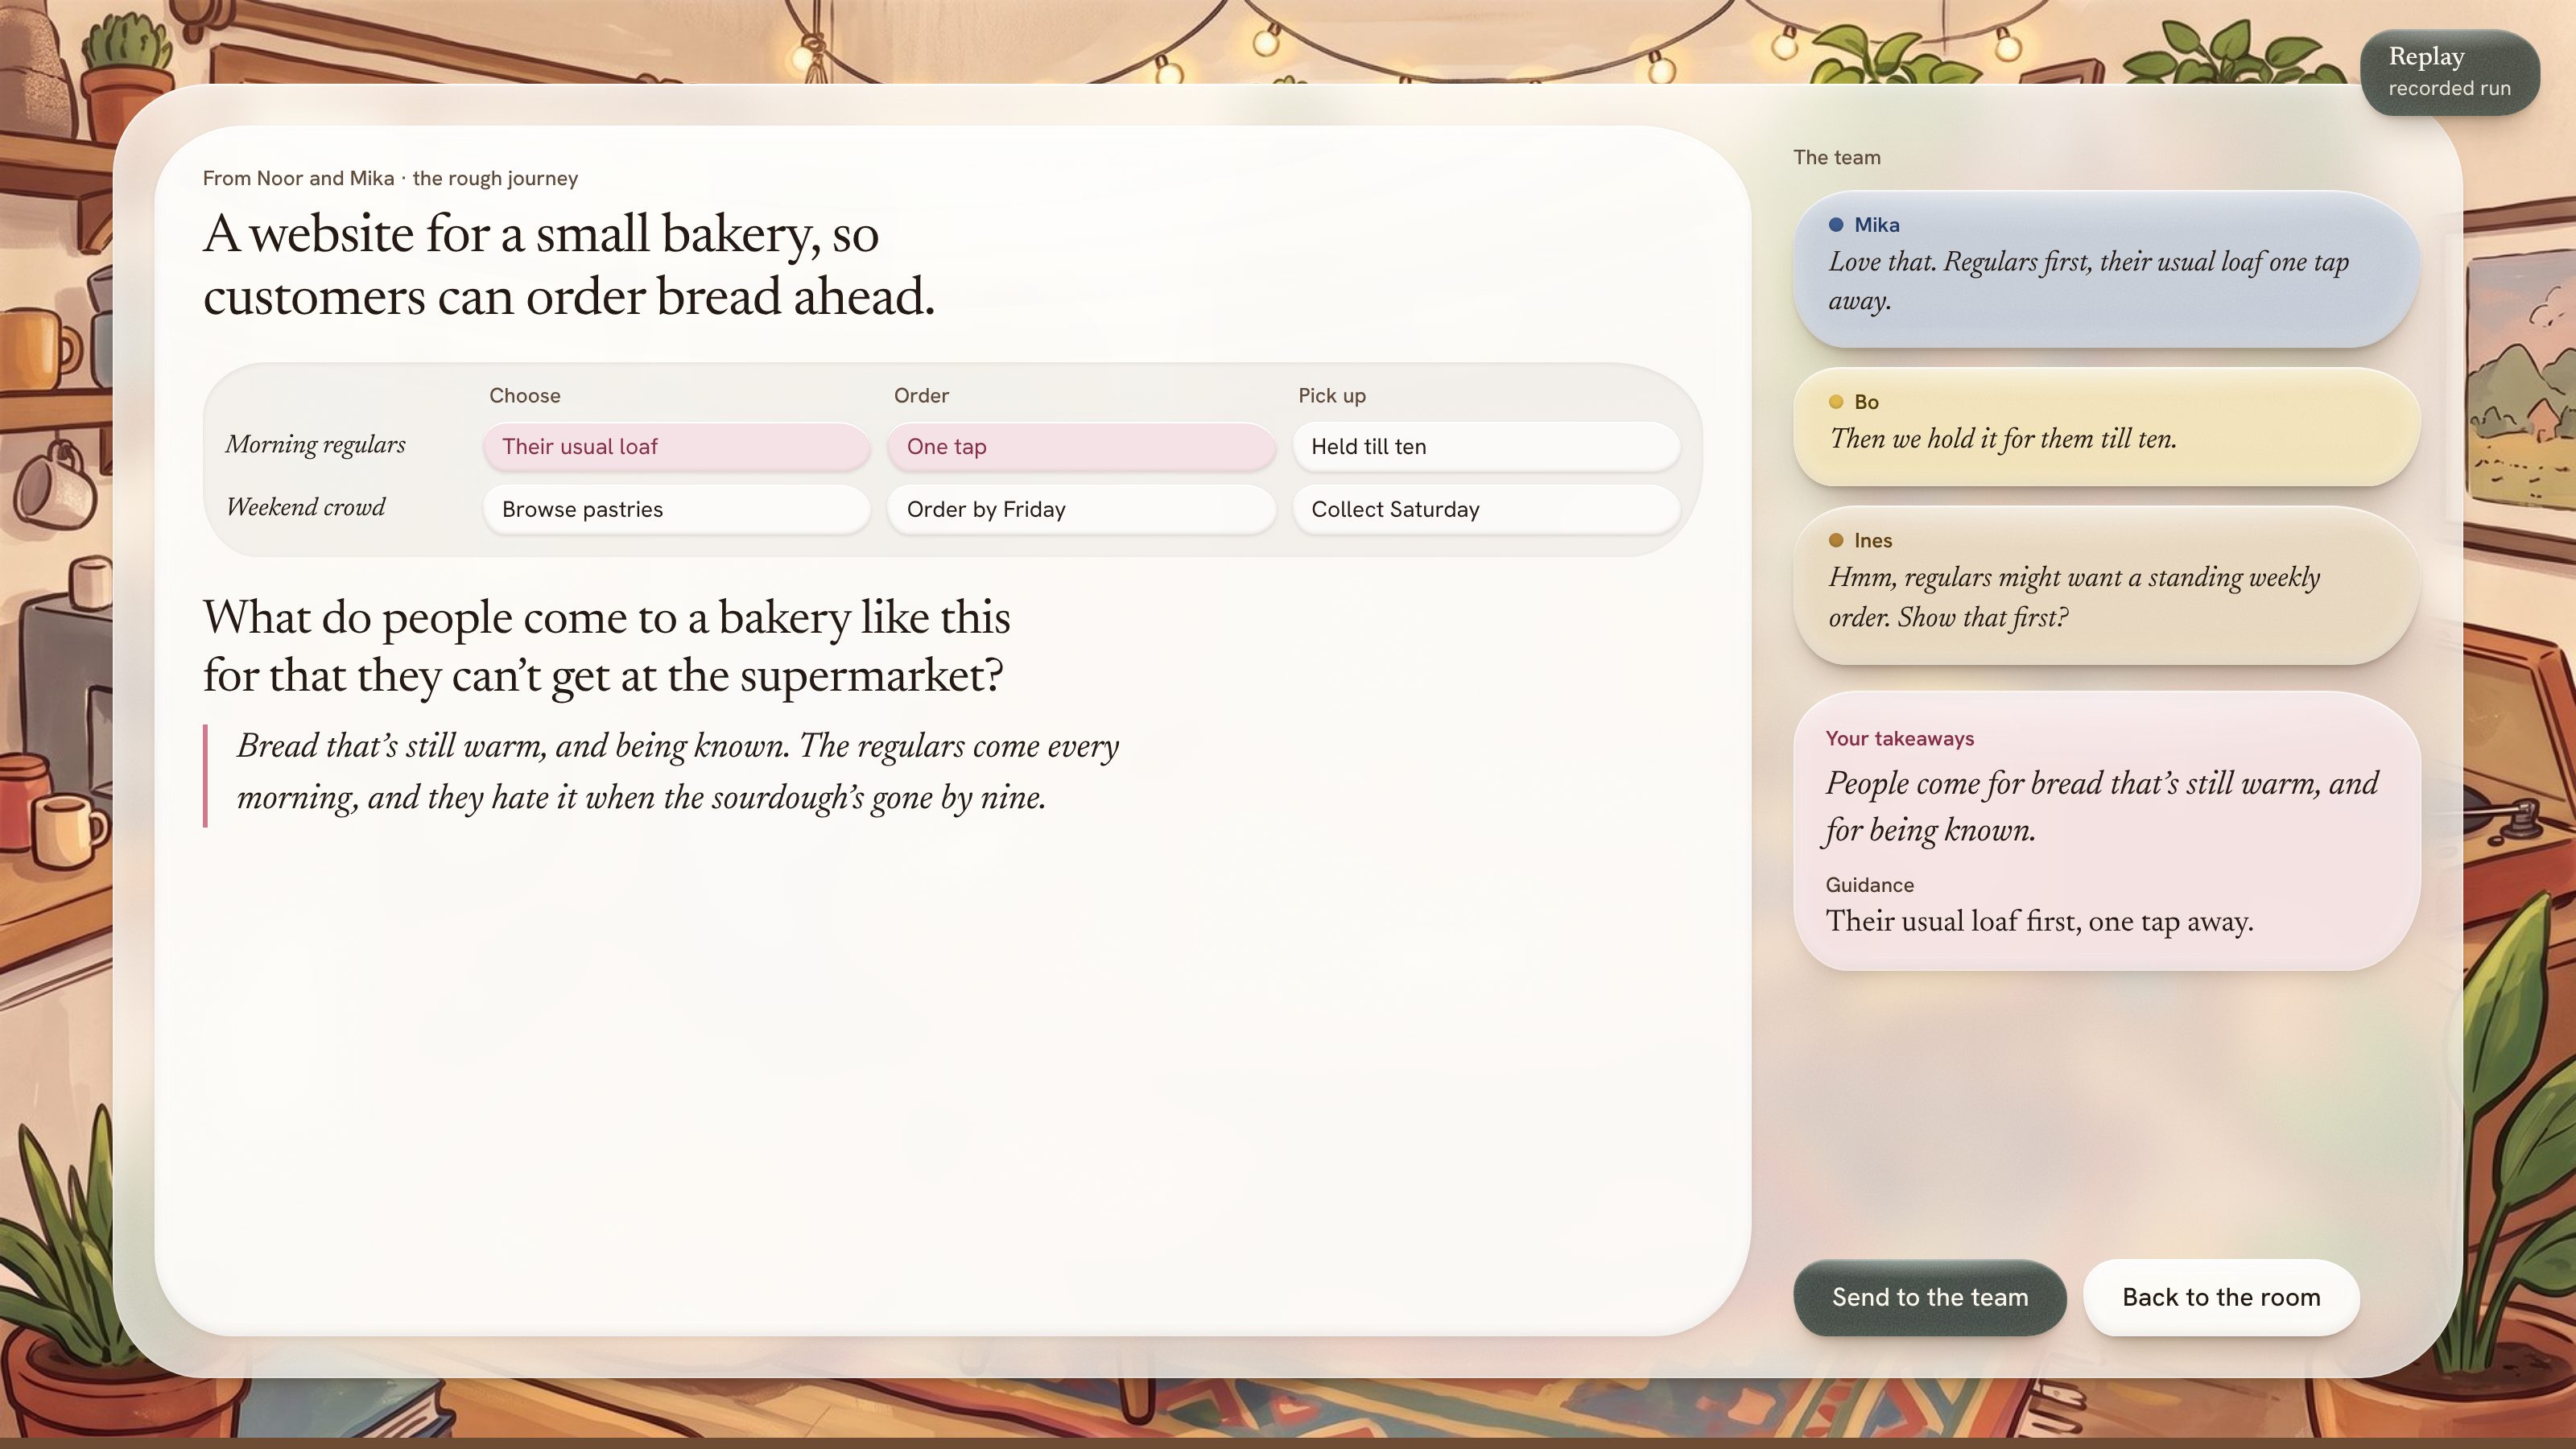 Replay
recorded run
From Noor and Mika · the rough journey
A website for a small bakery, so
customers can order bread ahead.
Choose Order Pick up
Morning regulars Their usual loaf One tap Held till ten
Weekend crowd Browse pastries Order by Friday Collect Saturday
What do people come to a bakery like this
for that they can’t get at the supermarket?
Bread that’s still warm, and being known. The regulars come every
morning, and they hate it when the sourdough’s gone by nine.
The team
Mika
Love that. Regulars first, their usual loaf one tap
away.
Bo
Then we hold it for them till ten.
Ines
Hmm, regulars might want a standing weekly
order. Show that first?
Your takeaways
People come for bread that’s still warm, and
for being known.
Guidance
Their usual loaf first, one tap away.
Send to the team
Back to the room